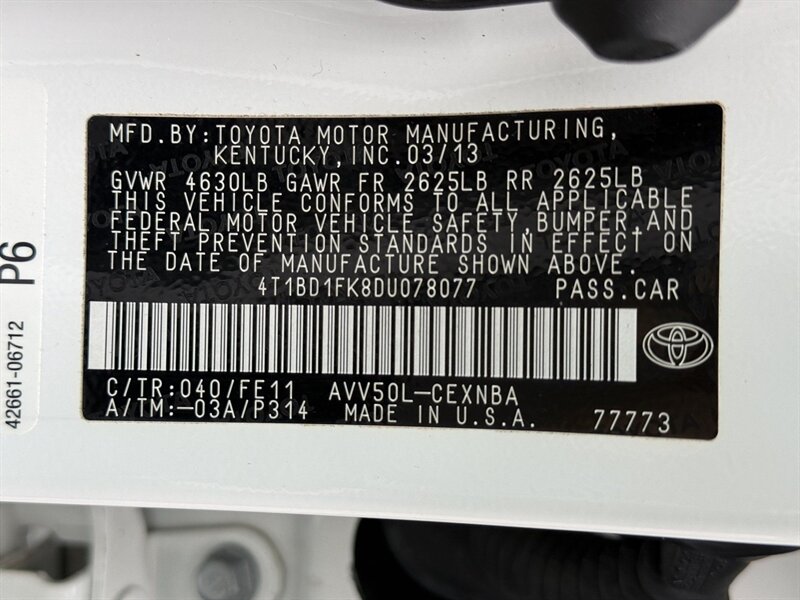 MFD.BY:TOYOTA MOTOR MANUFACTURING,
KENTUCKY,INC.03/13
GVWR 4630LB GAWR FR 2625LB RR 2625LB
THIS VEHICLE CONFORMS TO ALL APPLICABLE
FEDERAL MOTOR VEHICLE SAFETY,BUMPER,AND
THEFT PREVENTION STANDARDS IN EFFECT ON
THE DATE OF MANUFACTURE SHOWN ABOVE.
4T1BD1FK8DU078077 PASS.CAR
C/TR:040/FE11 AVV50L-CEXNBA
A/TM:-03A/P314 MADE IN U.S.A. 77773
P6
42661-06712